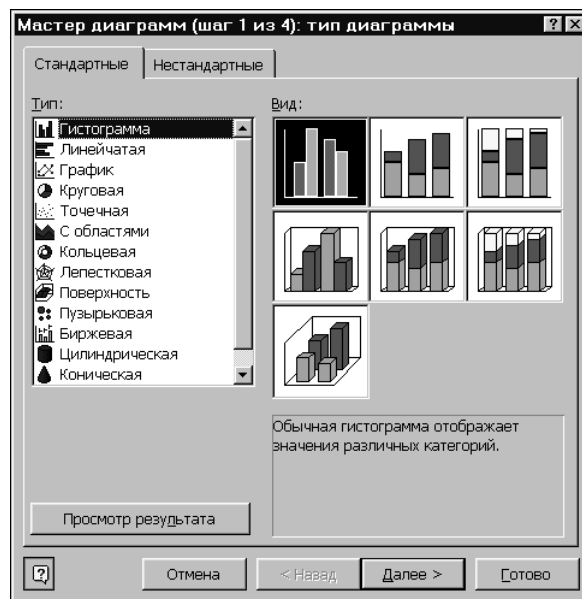 Мастер диаграмм (шаг 1 из 4): тип диаграммы
Стандартные
Нестандартные
Тип:
Гистограмма
Линейчатая
График
Круговая
Точечная
С областями
Кольцевая
Лепестковая
Поверхность
Пузырьковая
Биржевая
Цилиндрическая
Коническая
Вид:
Обычная гистограмма отображает
значения различных категорий.
Просмотр результата
Отмена
< Назад
Далее >
Готово